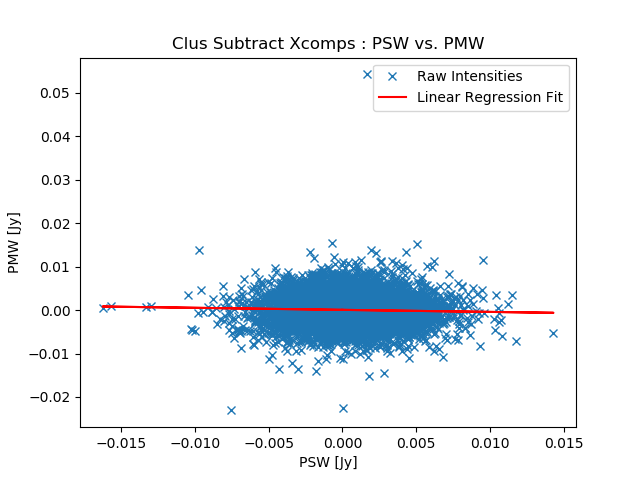 Clus Subtract Xcomps : PSW vs. PMW
Raw Intensities
Linear Regression Fit
PMW [Jy]
0.05
0.04
0.03
0.02
0.01
0.00
−0.01
−0.02
−0.015 −0.010 −0.005 0.000 0.005 0.010 0.015
PSW [Jy]